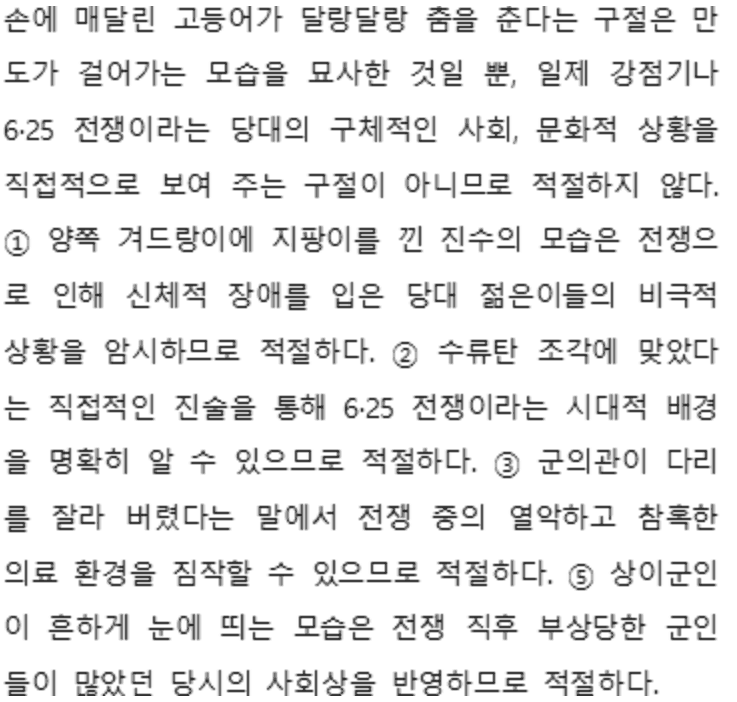 손에 매달린 고등어가 달랑달랑 춤을 춘다는 구절은 만
도가 걸어가는 모습을 묘사한 것일 뿐, 일제 강점기나
6·25 전쟁이라는 당대의 구체적인 사회, 문화적 상황을
직접적으로 보여 주는 구절이 아니므로 적절하지 않다.
① 양쪽 겨드랑이에 지팡이를 낀 진수의 모습은 전쟁으
로 인해 신체적 장애를 입은 당대 젊은이들의 비극적
상황을 암시하므로 적절하다. ② 수류탄 조각에 맞았다
는 직접적인 진술을 통해 6·25 전쟁이라는 시대적 배경
을 명확히 알 수 있으므로 적절하다. ③ 군의관이 다리
를 잘라 버렸다는 말에서 전쟁 중의 열악하고 참혹한
의료 환경을 짐작할 수 있으므로 적절하다. ⑤ 상이군인
이 흔하게 눈에 띄는 모습은 전쟁 직후 부상당한 군인
들이 많았던 당시의 사회상을 반영하므로 적절하다.